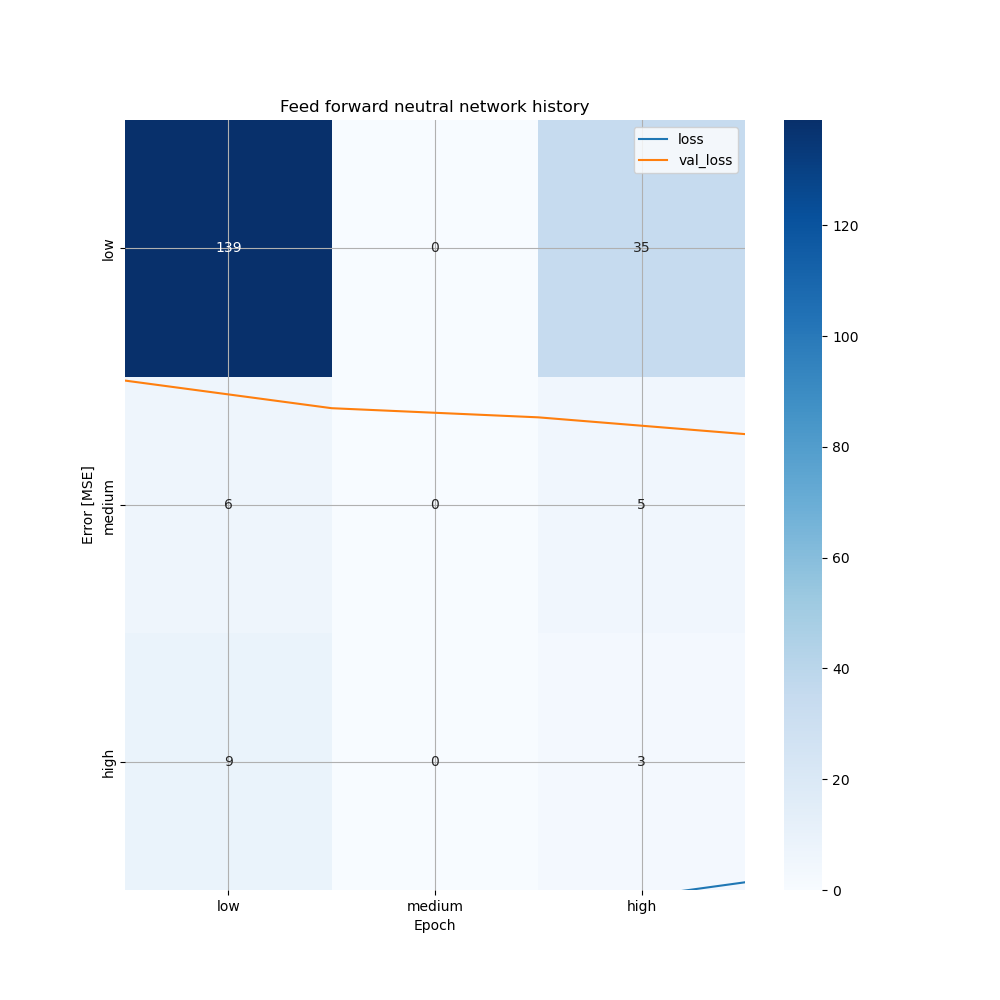 Feed forward neutral network history
loss
val_loss
low
139
0
35
Error [MSE]
medium
6
0
5
high
9
0
3
low
medium
high
Epoch
120
100
80
60
40
20
0